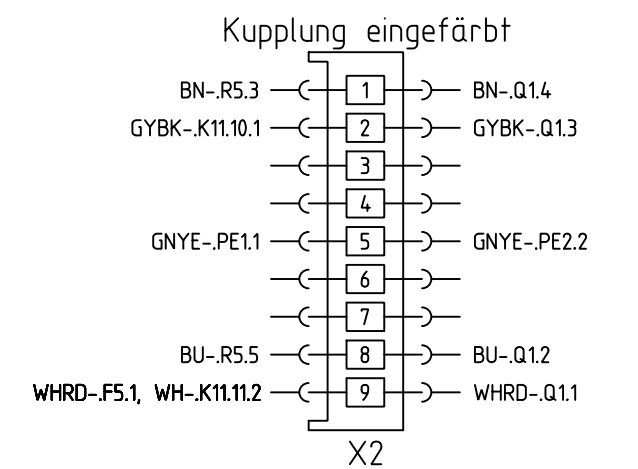 Kupplung eingefärbt
BN-.R5.3 1 BN-.Q1.4
GYBK-.K11.10.1 2 GYBK-.Q1.3
3
4
GNYE-.PE1.1 5 GNYE-.PE2.2
6
7
BU-.R5.5 8 BU-.Q1.2
WHRD-.F5.1, WH-.K11.11.2 9 WHRD-.Q1.1
X2